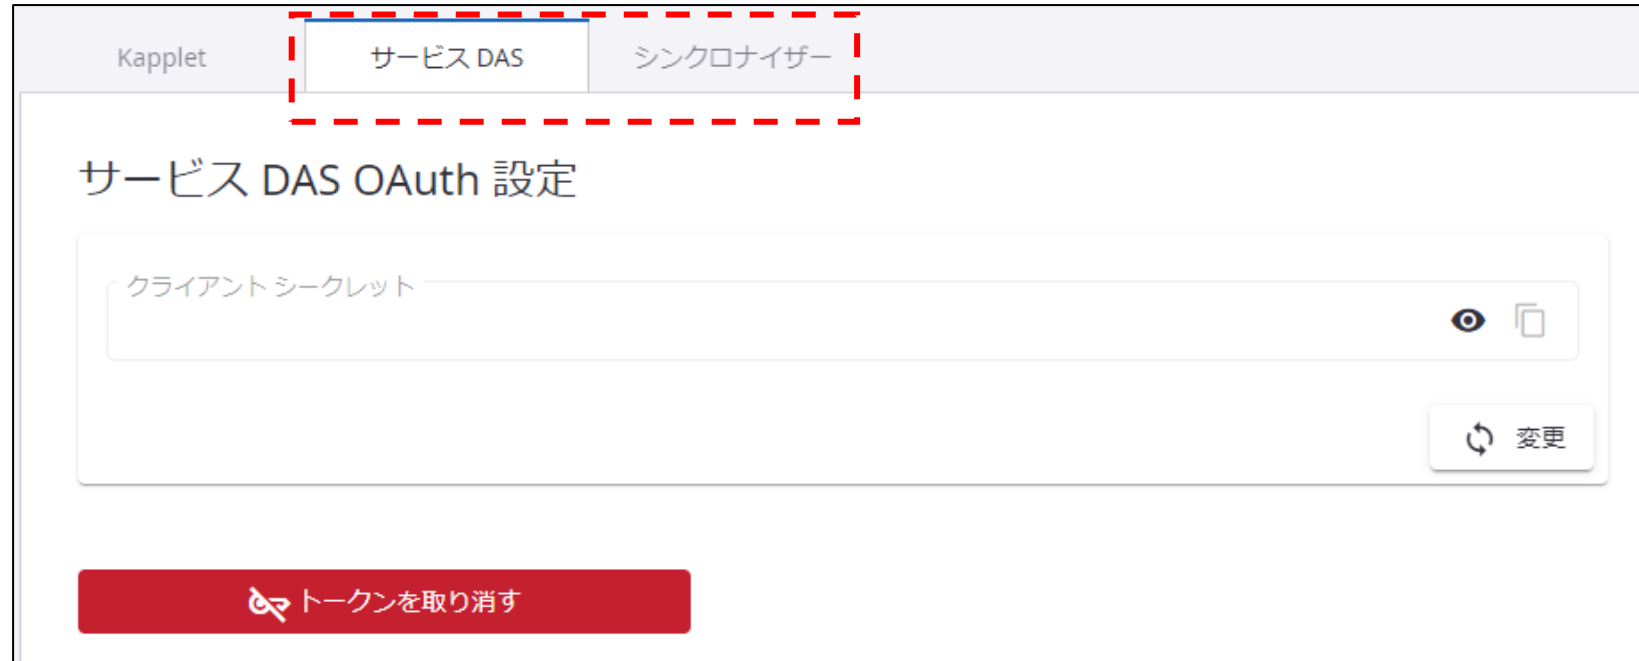 Kapplet サービス DAS シンクロナイザー
サービス DAS OAuth 設定
クライアント シークレット
変更
トークンを取り消す